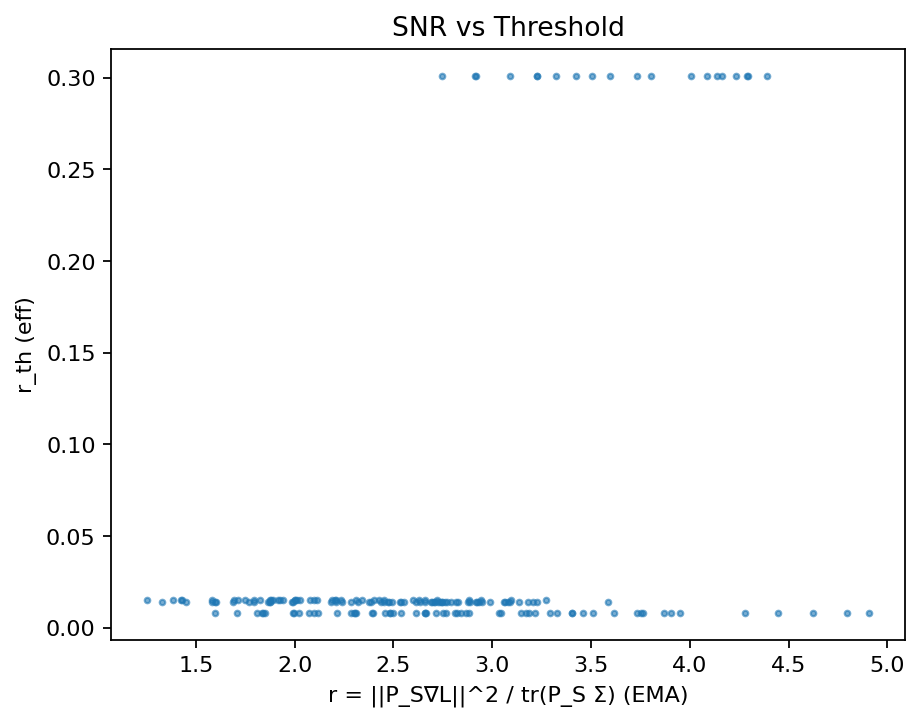 SNR vs Threshold
r_th (eff)
0.30
0.25
0.20
0.15
0.10
0.05
0.00
1.5 2.0 2.5 3.0 3.5 4.0 4.5 5.0
r = ||P_S∇L||^2 / tr(P_S Σ) (EMA)